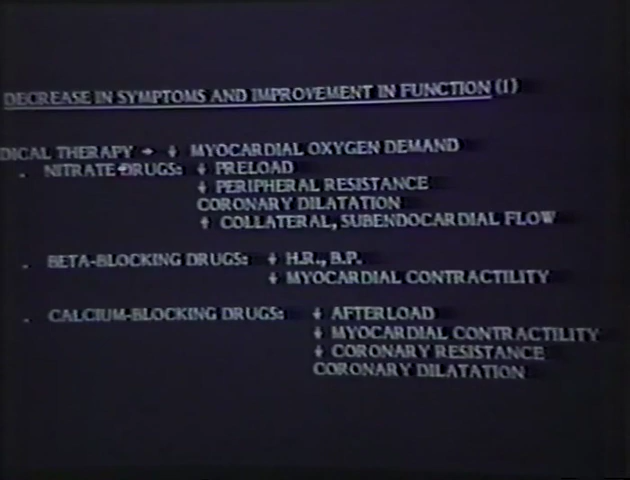 DECREASE IN SYMPTOMS AND IMPROVEMENT IN FUNCTION (1)
DICAL THERAPY → ↓ MYOCARDIAL OXYGEN DEMAND
. NITRATE DRUGS: ↓ PRELOAD
↓ PERIPHERAL RESISTANCE
CORONARY DILATATION
↑ COLLATERAL, SUBENDOCARDIAL FLOW
. BETA-BLOCKING DRUGS: ↓ H.R., B.P.
↓ MYOCARDIAL CONTRACTILITY
. CALCIUM-BLOCKING DRUGS: ↓ AFTERLOAD
↓ MYOCARDIAL CONTRACTILITY
↓ CORONARY RESISTANCE
CORONARY DILATATION